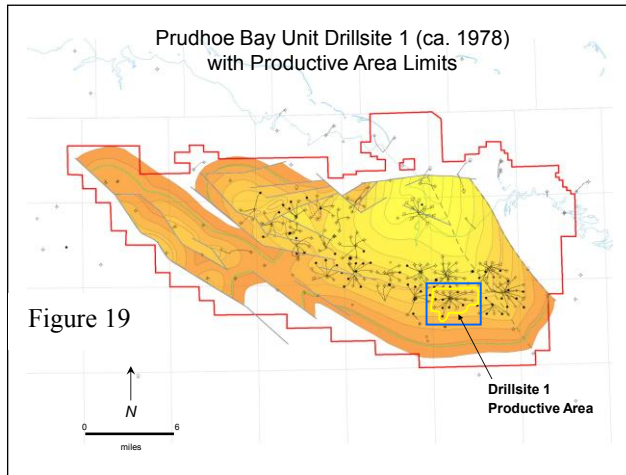 Prudhoe Bay Unit Drillsite 1 (ca. 1978)
with Productive Area Limits
Figure 19
N
0 6
miles
Drillsite 1
Productive Area